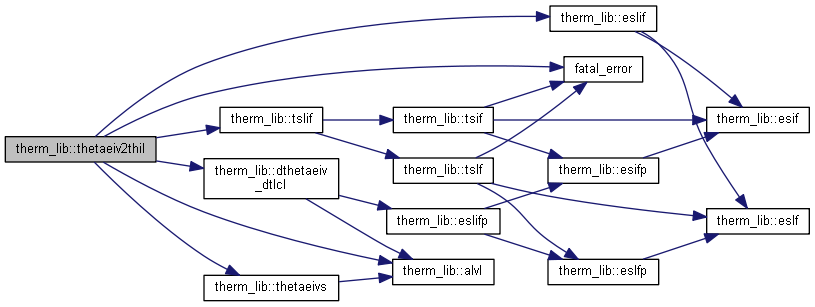 therm_lib::thetaeiv2thil
therm_lib::eslif
fatal_error
therm_lib::tslif
therm_lib::tsif
therm_lib::esif
therm_lib::dthetaeiv
_dtlcl
therm_lib::tslf
therm_lib::esifp
therm_lib::eslifp
therm_lib::eslf
therm_lib::thetaeivs
therm_lib::alvl
therm_lib::eslfp